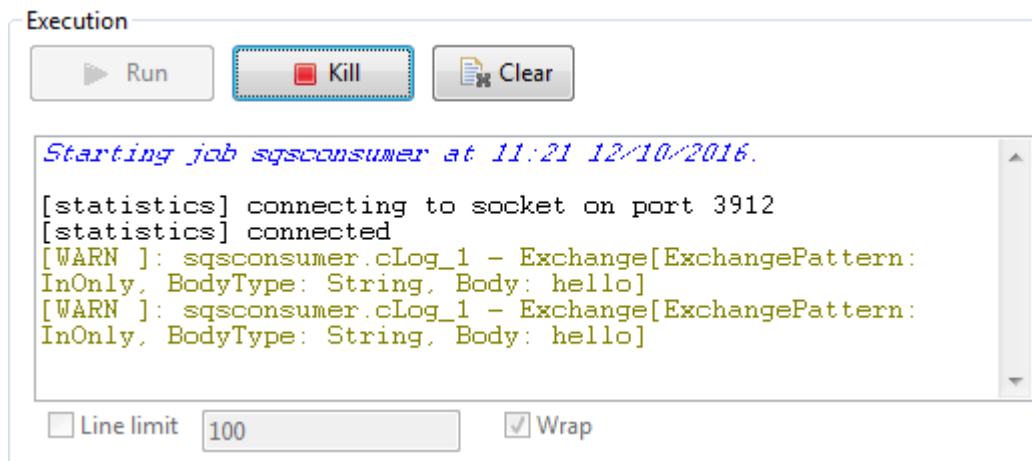 Execution
Run
Kill
Clear
Starting job sqsconsumer at 11:21 12/10/2016.
[statistics] connecting to socket on port 3912
[statistics] connected
[WARN ]: sqsconsumer.cLog_1 - Exchange[ExchangePattern:
InOnly, BodyType: String, Body: hello]
[WARN ]: sqsconsumer.cLog_1 - Exchange[ExchangePattern:
InOnly, BodyType: String, Body: hello]
Line limit
100
Wrap